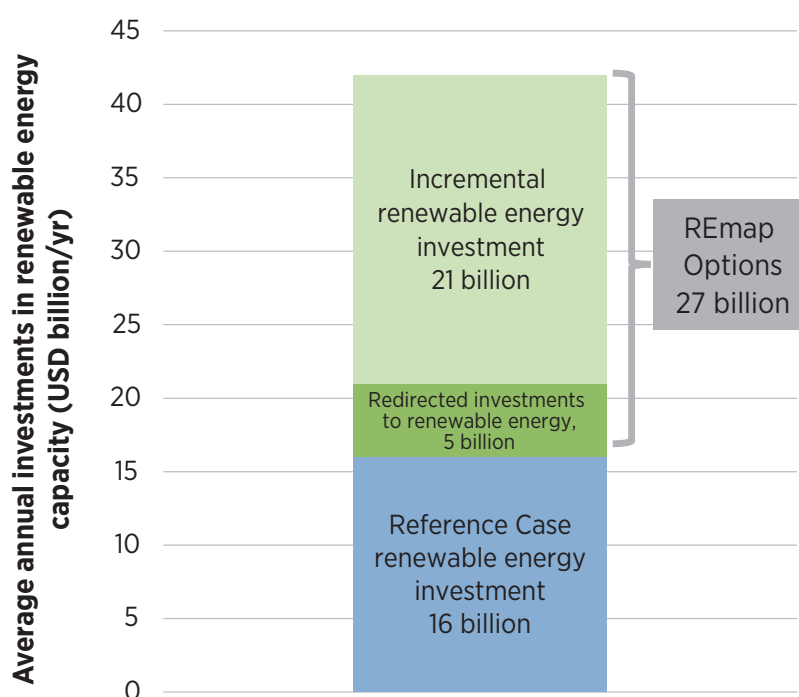 Average annual investments in renewable energy
capacity (USD billion/yr)
45
40
35
30
25
20
15
10
5
0
Incremental
renewable energy
investment
21 billion
Redirected investments
to renewable energy,
5 billion
Reference Case
renewable energy
investment
16 billion
REmap
Options
27 billion